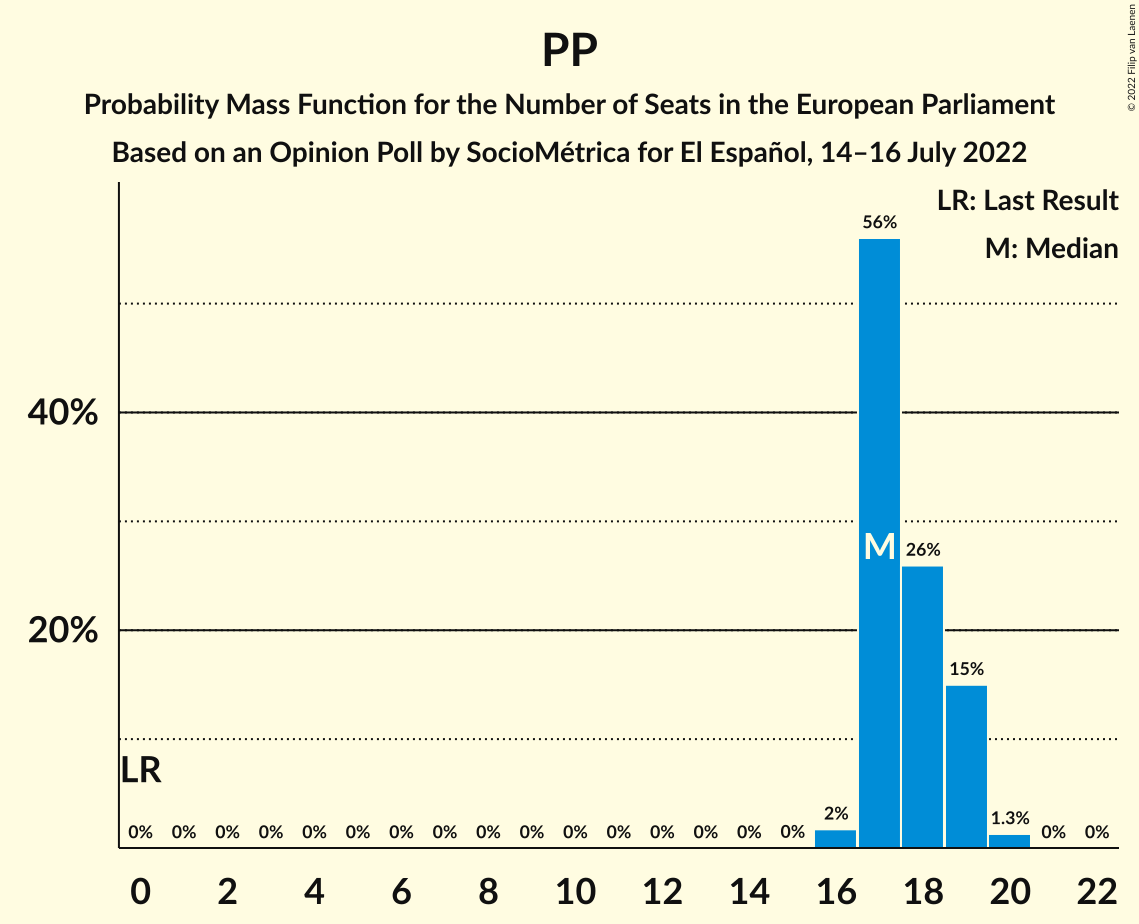 PP
Probability Mass Function for the Number of Seats in the European Parliament
Based on an Opinion Poll by SocioMétrica for El Español, 14–16 July 2022
© 2022 Filip van Laenen
LR: Last Result
M: Median
56%
40%
M
26%
20%
15%
LR
0% 0% 0% 0% 0% 0% 0% 0% 0% 0% 0% 0% 0% 0% 0% 0% 2% 1.3% 0% 0%
0 2 4 6 8 10 12 14 16 18 20 22